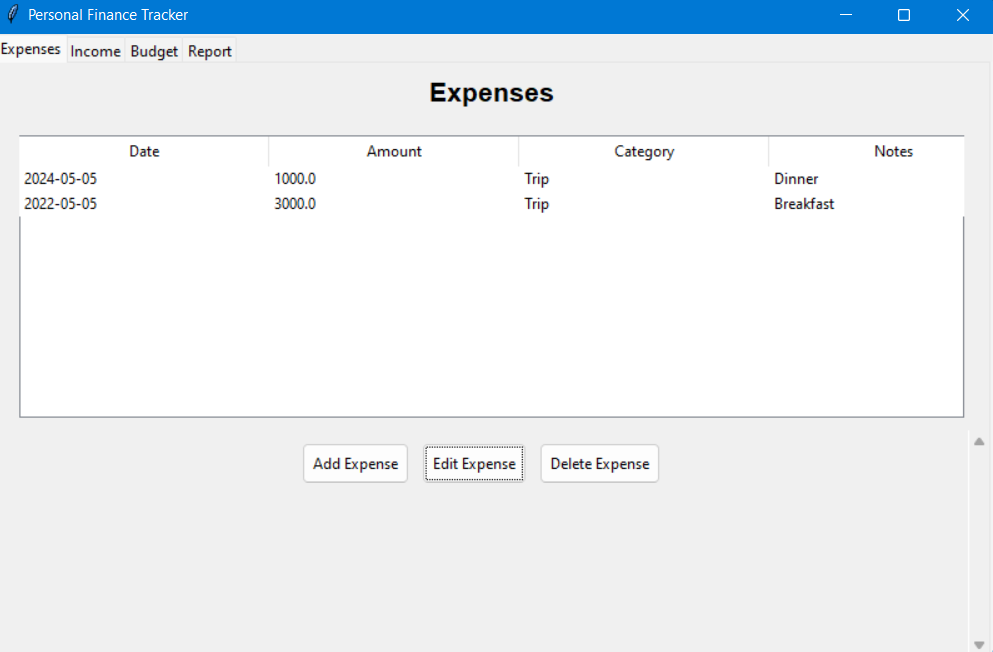 Personal Finance Tracker
Expenses Income Budget Report
Expenses
Date Amount Category Notes
2024-05-05 1000.0 Trip Dinner
2022-05-05 3000.0 Trip Breakfast
Add Expense Edit Expense Delete Expense